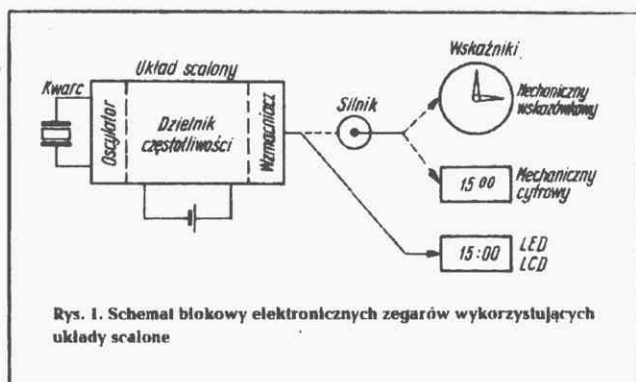 Wskaźniki
Układ scalony
Kwarc
Oscylator
Dzielnik
częstotliwości
Wzmacniacz
Silnik
Mechaniczny
wskazówkowy
15 00
Mechaniczny
cyfrowy
15:00
LED
LCD
Rys. 1. Schemat blokowy elektronicznych zegarów wykorzystujących
układy scalone